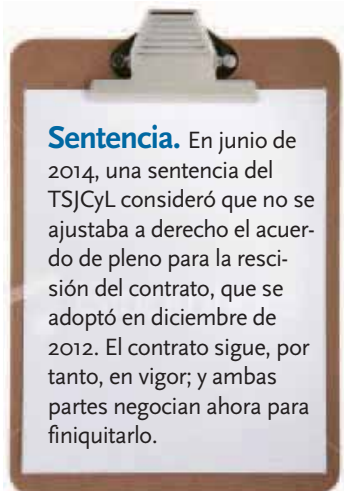 Sentencia. En junio de
2014, una sentencia del
TSJCyL consideró que no se
ajustaba a derecho el acuer-
do de pleno para la resci-
sión del contrato, que se
adoptó en diciembre de
2012. El contrato sigue, por
tanto, en vigor; y ambas
partes negocian ahora para
finiquitarlo.